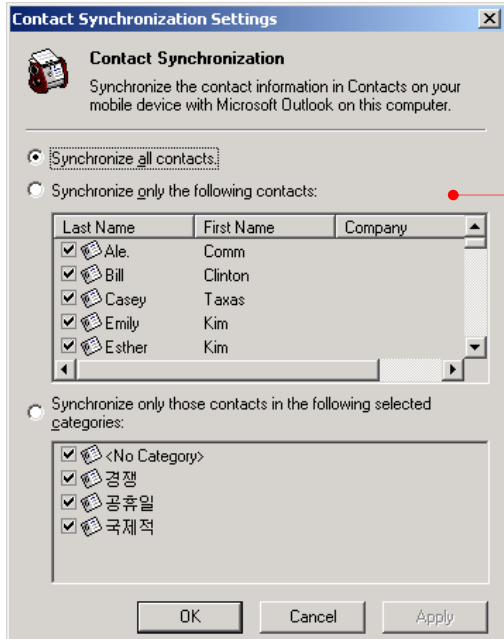 Contact Synchronization Settings
Contact Synchronization
Synchronize the contact information in Contacts on your
mobile device with Microsoft Outlook on this computer.
Synchronize all contacts.
Synchronize only the following contacts:
Last Name First Name Company
Ale. Comm
Bill Clinton
Casey Taxas
Emily Kim
Esther Kim
Synchronize only those contacts in the following selected
categories:
<No Category>
경쟁
공휴일
국제적
OK Cancel Apply